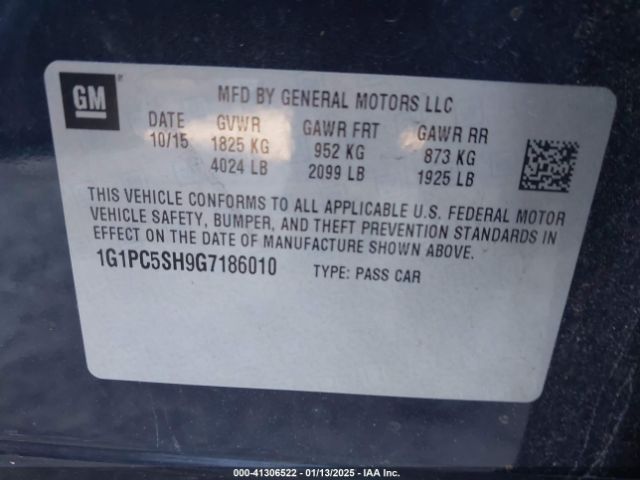 GM
MFD BY GENERAL MOTORS LLC
DATE GVWR GAWR FRT GAWR RR
10/15 1825 KG 952 KG 873 KG
4024 LB 2099 LB 1925 LB
THIS VEHICLE CONFORMS TO ALL APPLICABLE U.S. FEDERAL MOTOR
VEHICLE SAFETY, BUMPER, AND THEFT PREVENTION STANDARDS IN
EFFECT ON THE DATE OF MANUFACTURE SHOWN ABOVE.
1G1PC5SH9G7186010 TYPE: PASS CAR
000-41306522 - 01/13/2025 - IAA Inc.